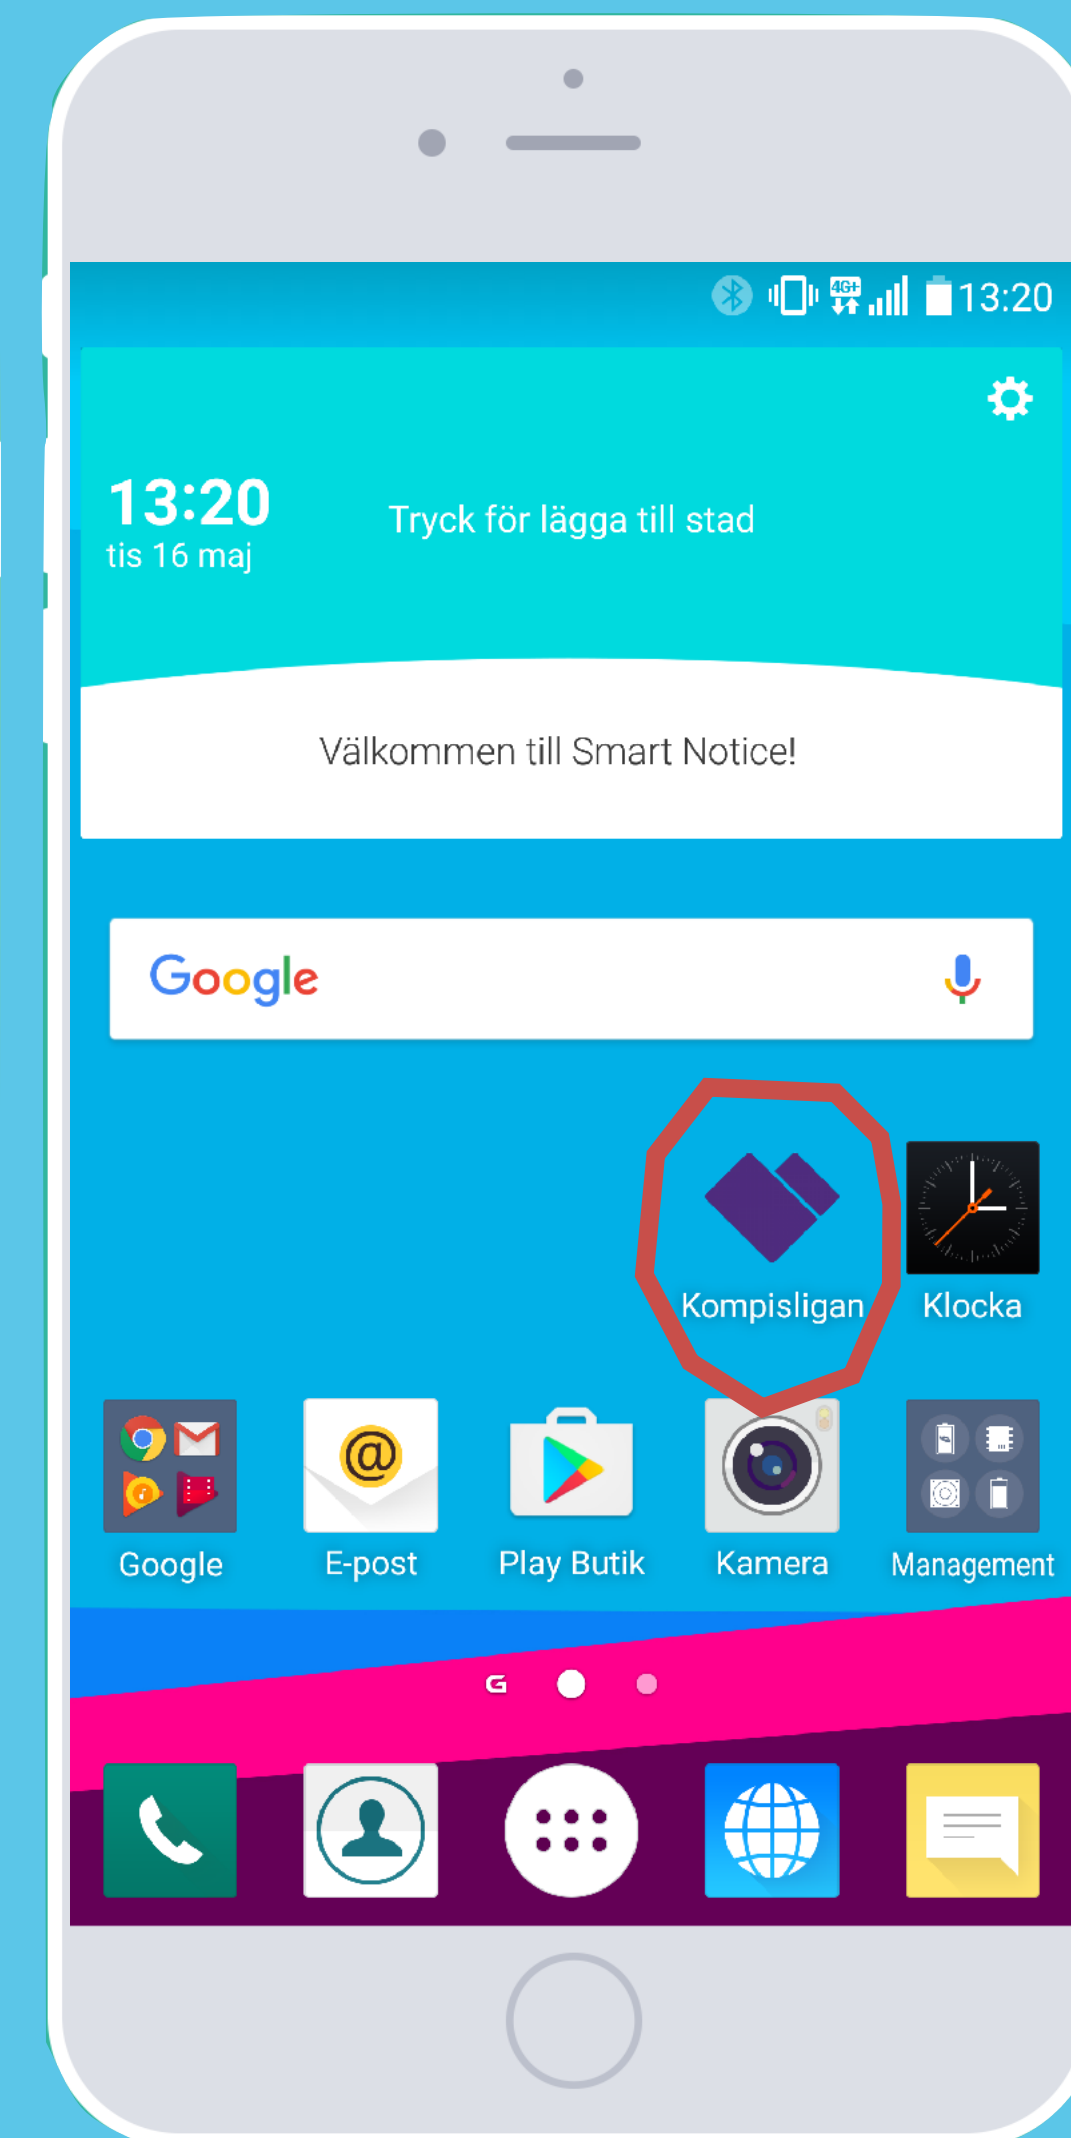 4G+
13:20
13:20
tis 16 maj
Tryck för lägga till stad
Välkommen till Smart Notice!
Google
Kompisligan
Klocka
@
Google
E-post
Play Butik
Kamera
Management
G